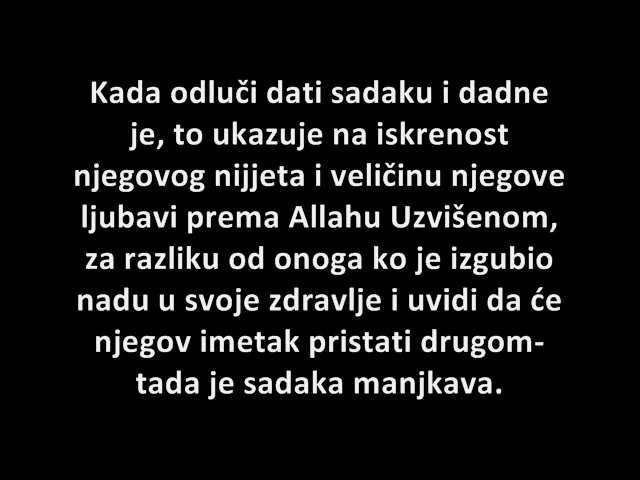 Kada odluči dati sadaku i dadne
je, to ukazuje na iskrenost
njegovog nijjeta i veličinu njegove
ljubavi prema Allahu Uzvišenom,
za razliku od onoga ko je izgubio
nadu u svoje zdravlje i uvidi da će
njegov imetak pristati drugom-
tada je sadaka manjkava.